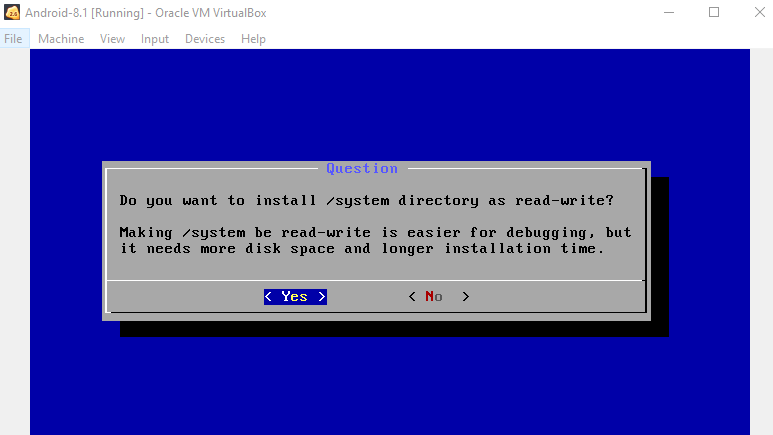 Android-8.1 [Running] - Oracle VM VirtualBox
File Machine View Input Devices Help
Question
Do you want to install /system directory as read-write?
Making /system be read-write is easier for debugging, but
it needs more disk space and longer installation time.
< Yes > < No >